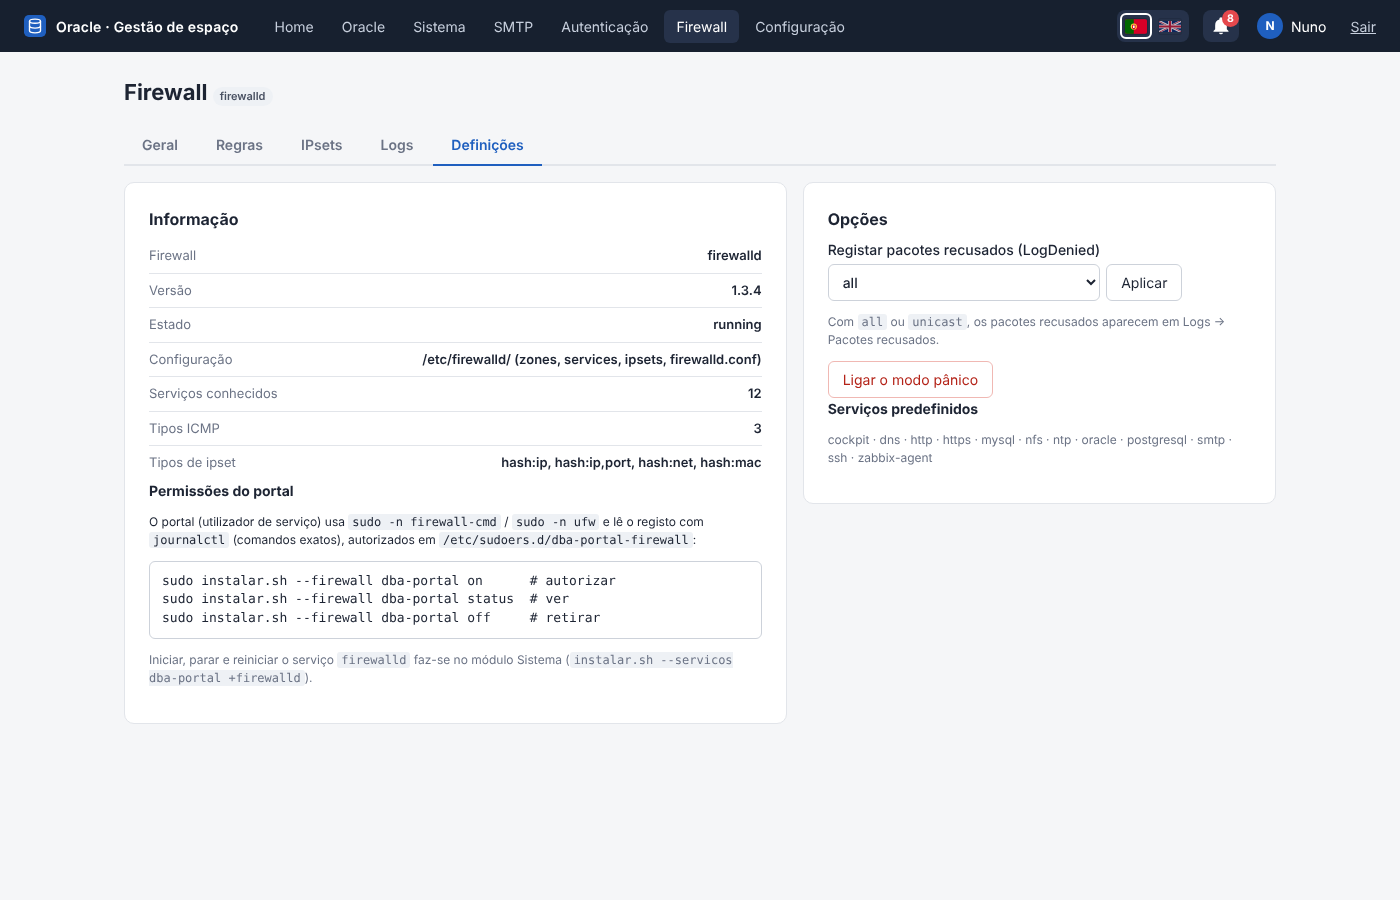 Oracle · Gestão de espaço
Home
Oracle
Sistema
SMTP
Autenticação
Firewall
Configuração
8
N
Nuno
Sair
Firewall firewalld
Geral
Regras
IPsets
Logs
Definições
Informação
Firewall firewalld
Versão 1.3.4
Estado running
Configuração /etc/firewalld/ (zones, services, ipsets, firewalld.conf)
Serviços conhecidos 12
Tipos ICMP 3
Tipos de ipset hash:ip, hash:ip,port, hash:net, hash:mac
Permissões do portal
O portal (utilizador de serviço) usa sudo -n firewall-cmd / sudo -n ufw e lê o registo com
journalctl (comandos exatos), autorizados em /etc/sudoers.d/dba-portal-firewall:
sudo instalar.sh --firewall dba-portal on      # autorizar
sudo instalar.sh --firewall dba-portal status  # ver
sudo instalar.sh --firewall dba-portal off     # retirar
Iniciar, parar e reiniciar o serviço firewalld faz-se no módulo Sistema (instalar.sh --servicos
dba-portal +firewalld).
Opções
Registar pacotes recusados (LogDenied)
all
Aplicar
Com all ou unicast, os pacotes recusados aparecem em Logs →
Pacotes recusados.
Ligar o modo pânico
Serviços predefinidos
cockpit · dns · http · https · mysql · nfs · ntp · oracle · postgresql · smtp ·
ssh · zabbix-agent